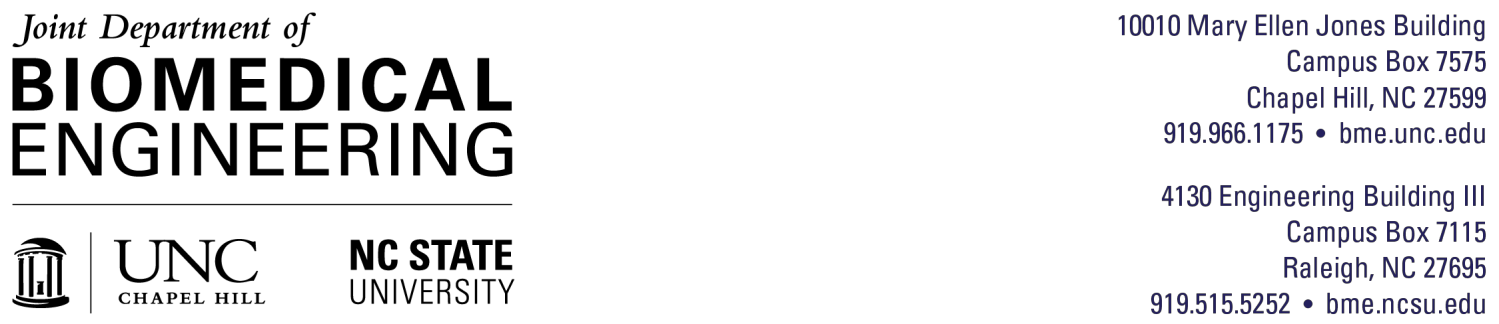 Joint Department of
BIOMEDICAL
ENGINEERING
UNC
CHAPEL HILL
NC STATE
UNIVERSITY
10010 Mary Ellen Jones Building
Campus Box 7575
Chapel Hill, NC 27599
919.966.1175 • bme.unc.edu
4130 Engineering Building III
Campus Box 7115
Raleigh, NC 27695
919.515.5252 • bme.ncsu.edu